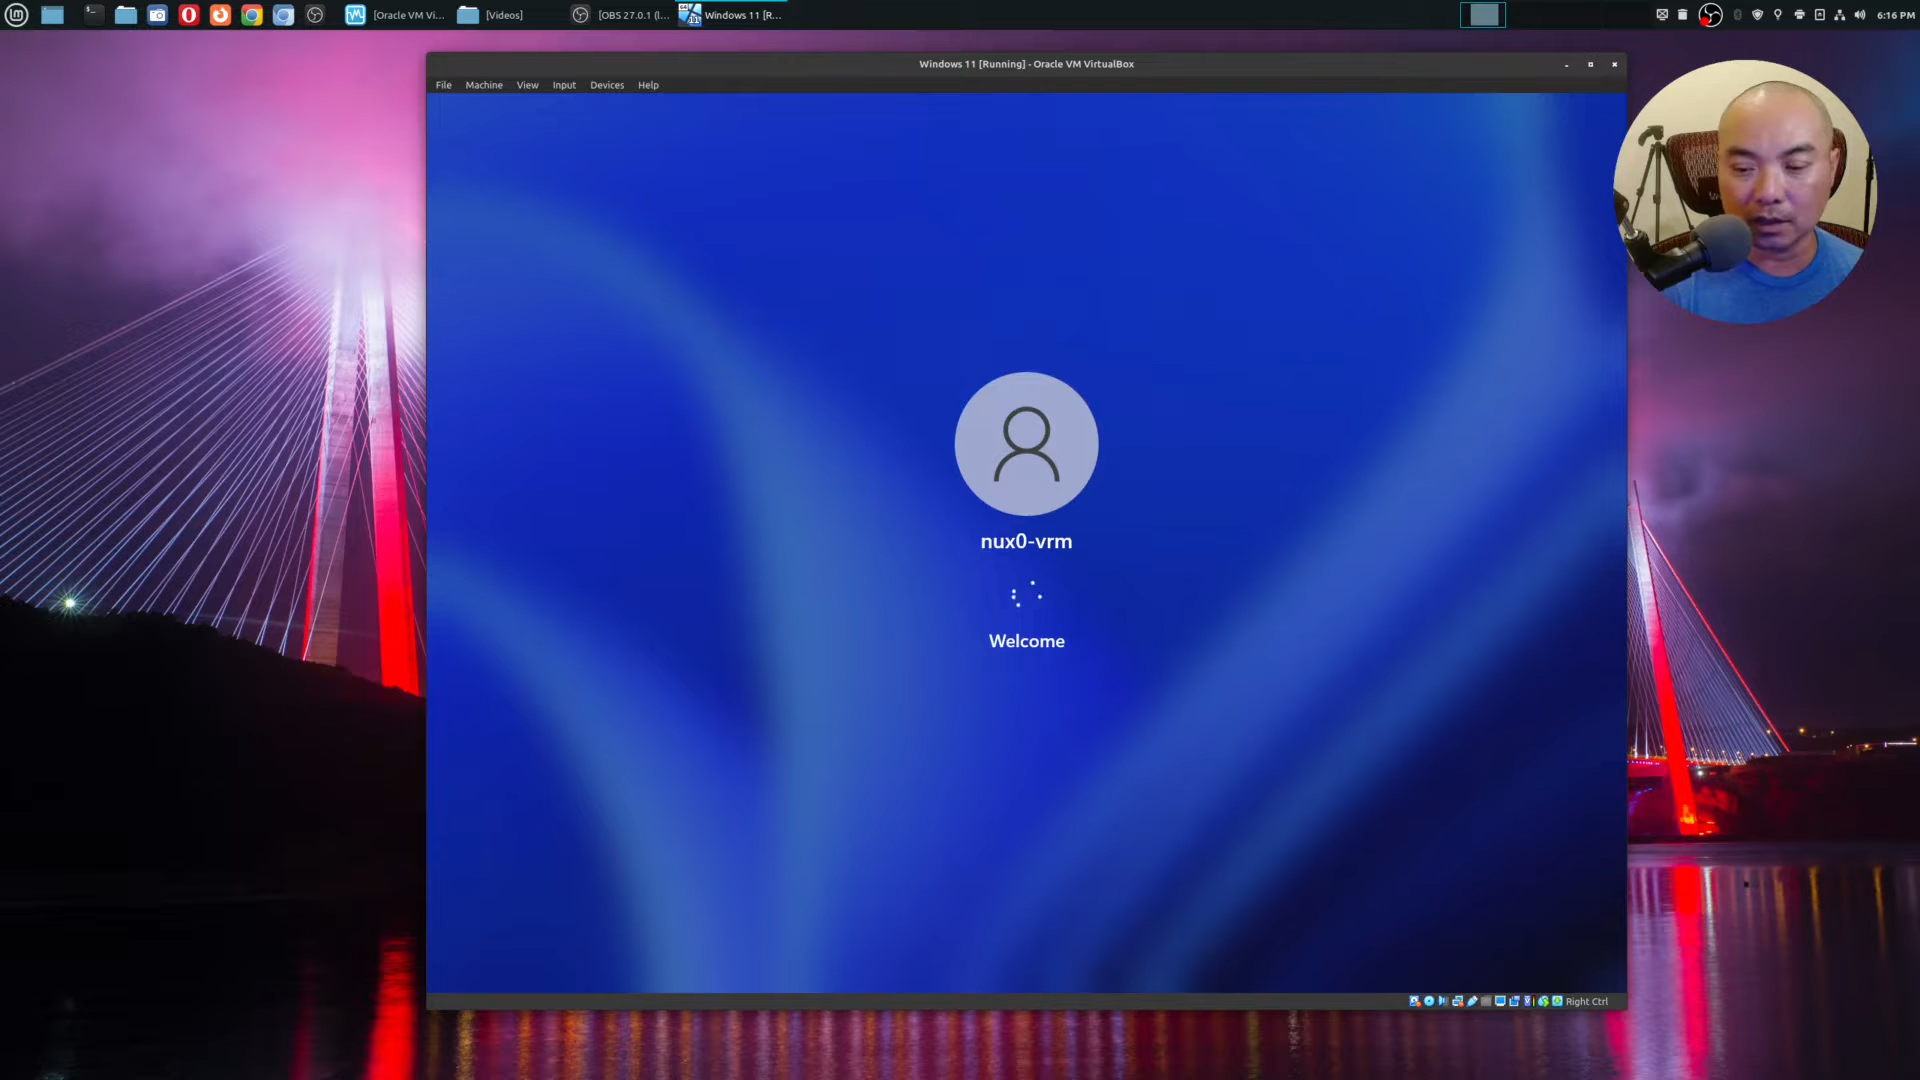 [Oracle VM Vi...
[Videos]
[OBS 27.0.1 (l...
Windows 11 [R...
6:16 PM
Windows 11 [Running] - Oracle VM VirtualBox
File Machine View Input Devices Help
nux0-vrm
Welcome
Right Ctrl